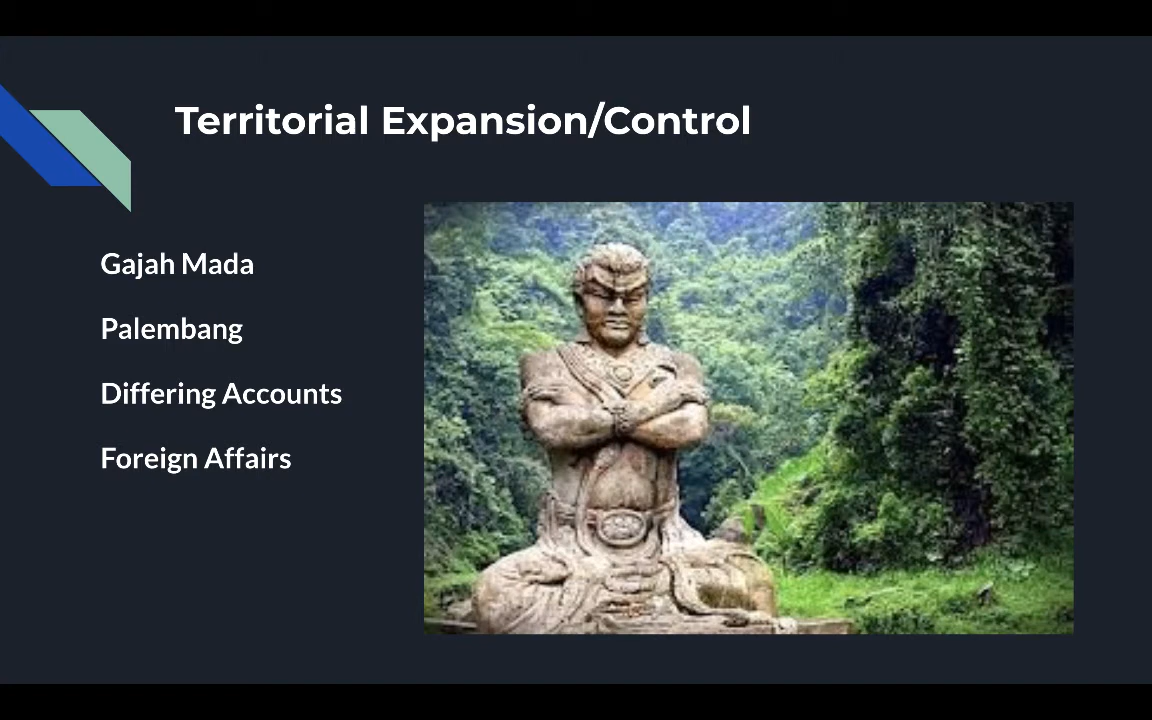 Territorial Expansion/Control
Gajah Mada
Palembang
Differing Accounts
Foreign Affairs